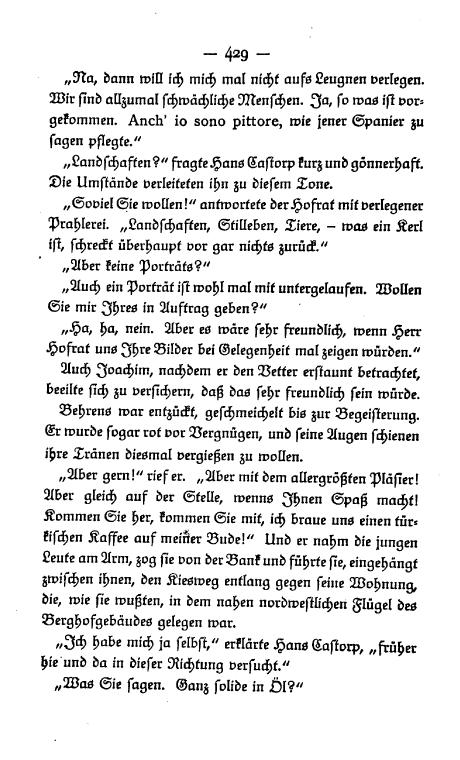 — 429 —
„Na, dann will ich mich mal nicht aufs Leugnen verlegen.
Wir sind allzumal schwächliche Menschen. Ja, so was ist vor-
gekommen. Anch' io sono pittore, wie jener Spanier zu
sagen pflegte.“
„Landschaften?“ fragte Hans Castorp kurz und gönnerhaft.
Die Umstände verleiteten ihn zu diesem Tone.
„Soviel Sie wollen!“ antwortete der Hofrat mit verlegener
Prahlerei. „Landschaften, Stilleben, Tiere, – was ein Kerl
ist, schreckt überhaupt vor gar nichts zurück.“
„Aber keine Porträts?“
„Auch ein Porträt ist wohl mal mit untergelaufen. Wollen
Sie mir Ihres in Auftrag geben?“
„Ha, ha, nein. Aber es wäre sehr freundlich, wenn Herr
Hofrat uns Ihre Bilder bei Gelegenheit mal zeigen würden.“
Auch Joachim, nachdem er den Vetter erstaunt betrachtet,
beeilte sich zu versichern, daß das sehr freundlich sein würde.
Behrens war entzückt, geschmeichelt bis zur Begeisterung.
Er wurde sogar rot vor Vergnügen, und seine Augen schienen
ihre Tränen diesmal vergießen zu wollen.
„Aber gern!“ rief er. „Aber mit dem allergrößten Pläsier!
Aber gleich auf der Stelle, wenns Ihnen Spaß macht!
Kommen Sie her, kommen Sie mit, ich braue uns einen tür-
kischen Kaffee auf meiner Bude!“ Und er nahm die jungen
Leute am Arm, zog sie von der Bank und führte sie, eingehängt
zwischen ihnen, den Kiesweg entlang gegen seine Wohnung,
die, wie sie wußten, in dem nahen nordwestlichen Flügel des
Berghofgebäudes gelegen war.
„Ich habe mich ja selbst,“ erklärte Hans Castorp, „früher
hie und da in dieser Richtung versucht.“
„Was Sie sagen. Ganz solide in Öl?“